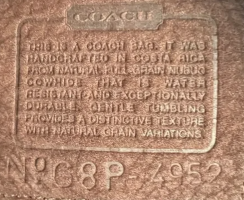 COACH
THIS IS A COACH BAG. IT WAS
HANDCRAFTED IN COSTA RICA
FROM NATURAL FULL GRAIN NUBUC
COWHIDE THAT IS WATER
RESISTANT AND EXCEPTIONALLY
DURABLE. GENTLE TUMBLING
PROVIDES A DISTINCTIVE TEXTURE
WITH NATURAL GRAIN VARIATIONS.
No G8P-4952